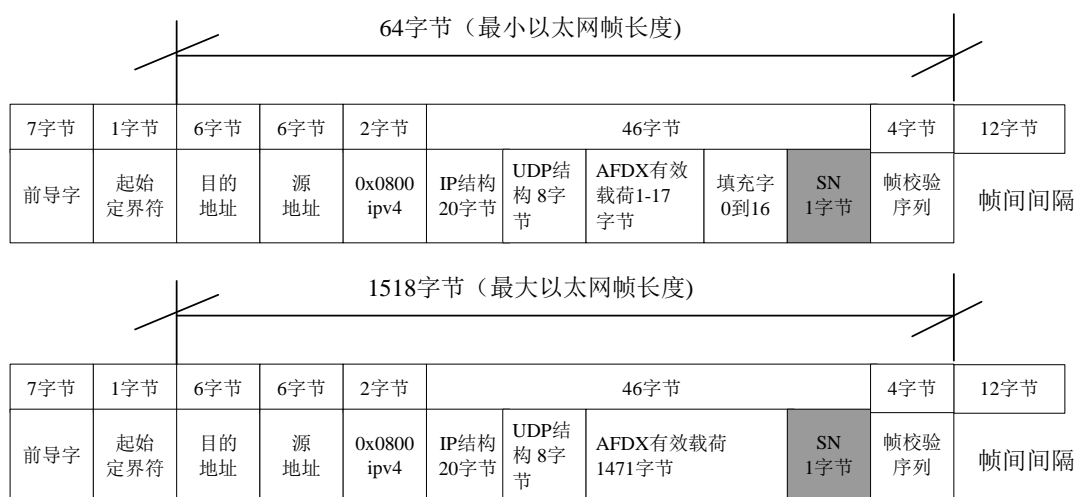 64字节（最小以太网帧长度)
7字节 1字节 6字节 6字节 2字节 46字节 4字节 12字节
前导字
起始
定界符
目的
地址
源
地址
0x0800
ipv4
IP结构
20字节
UDP结
构 8字
节
AFDX有效
载荷1-17
字节
填充字
0到16
SN
1字节
帧校验
序列
帧间间隔
1518字节（最大以太网帧长度)
7字节 1字节 6字节 6字节 2字节 46字节 4字节 12字节
前导字
起始
定界符
目的
地址
源
地址
0x0800
ipv4
IP结构
20字节
UDP结
构 8字
节
AFDX有效载荷
1471字节
SN
1字节
帧校验
序列
帧间间隔